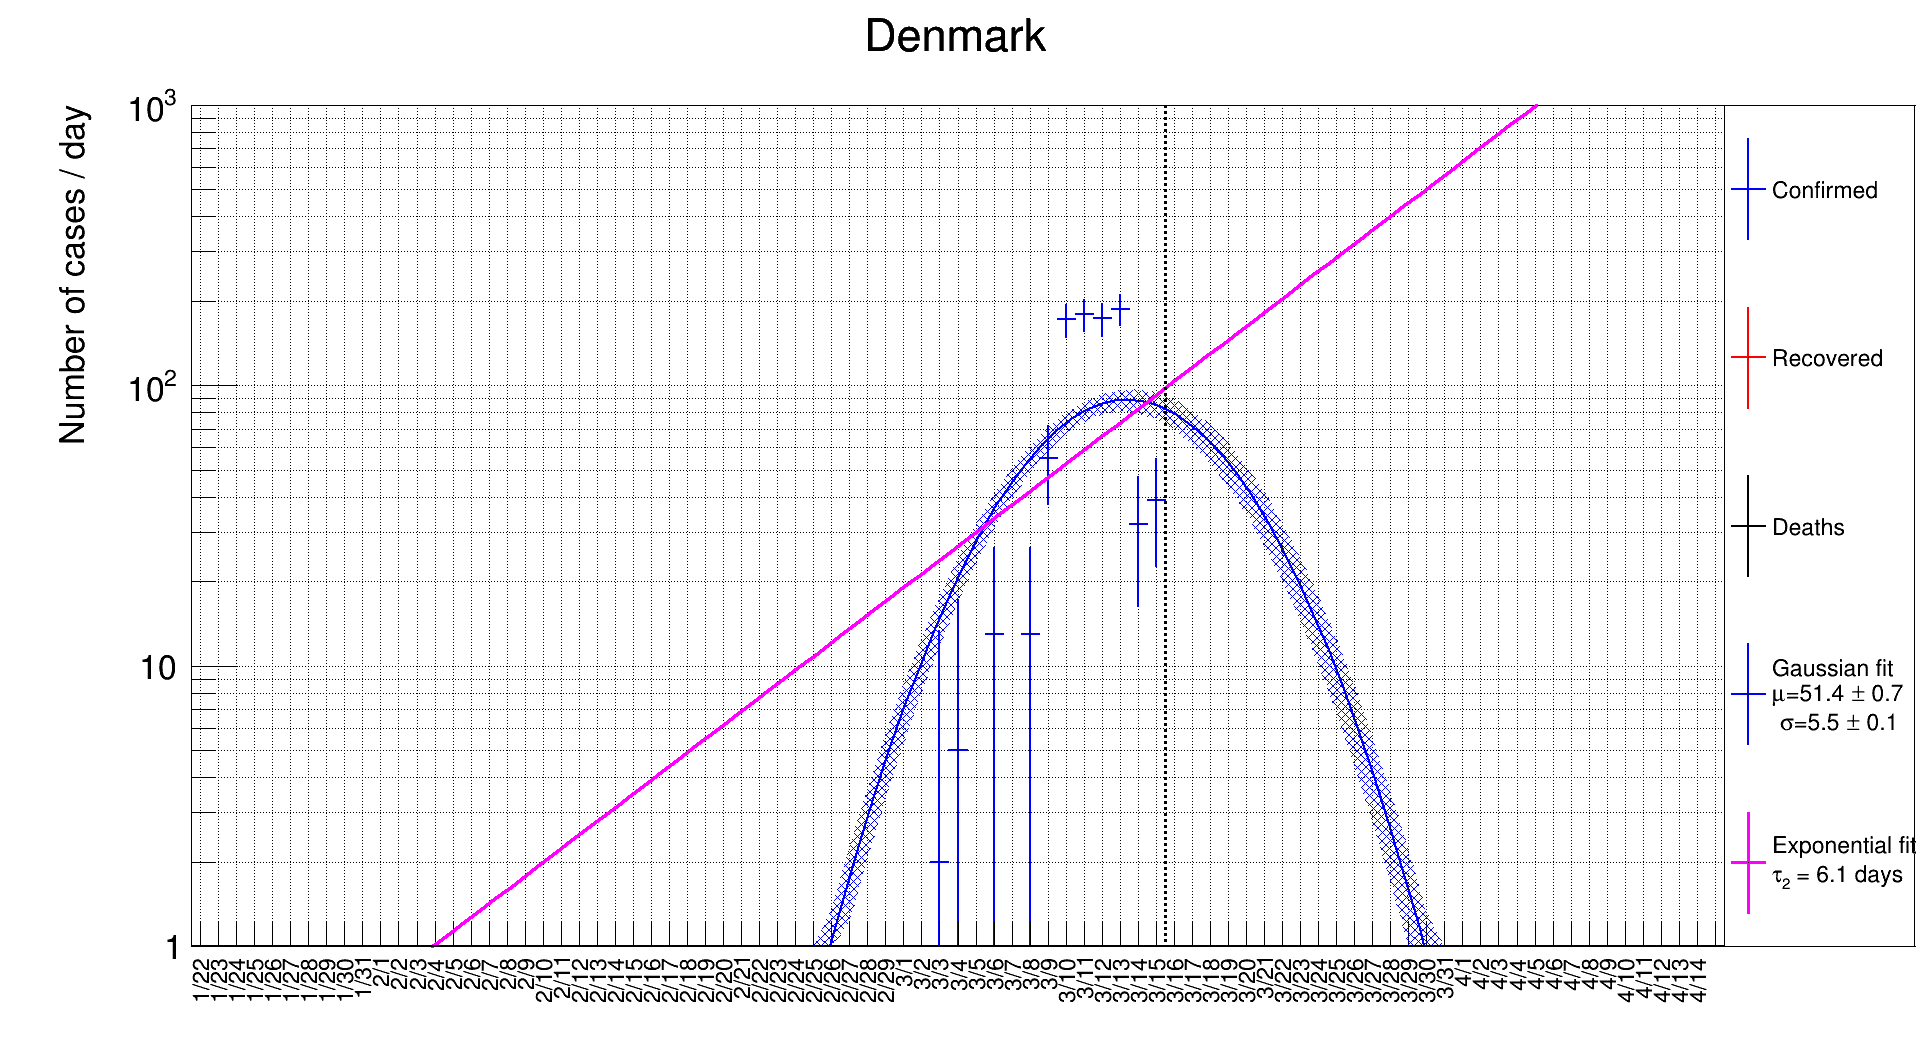 Denmark
Number of cases / day
10³
10²
10
1
1/22 1/23 1/24 1/25 1/26 1/27 1/28 1/29 1/30 1/31 2/1 2/2 2/3 2/4 2/5 2/6 2/7 2/8 2/9 2/10 2/11 2/12 2/13 2/14 2/15 2/16 2/17 2/18 2/19 2/20 2/21 2/22 2/23 2/24 2/25 2/26 2/27 2/28 2/29 3/1 3/2 3/3 3/4 3/5 3/6 3/7 3/8 3/9 3/10 3/11 3/12 3/13 3/14 3/15 3/16 3/17 3/18 3/19 3/20 3/21 3/22 3/23 3/24 3/25 3/26 3/27 3/28 3/29 3/30 3/31 4/1 4/2 4/3 4/4 4/5 4/6 4/7 4/8 4/9 4/10 4/11 4/12 4/13 4/14
Confirmed
Recovered
Deaths
Gaussian fit
μ=51.4 ± 0.7
σ=5.5 ± 0.1
Exponential fit
τ₂ = 6.1 days